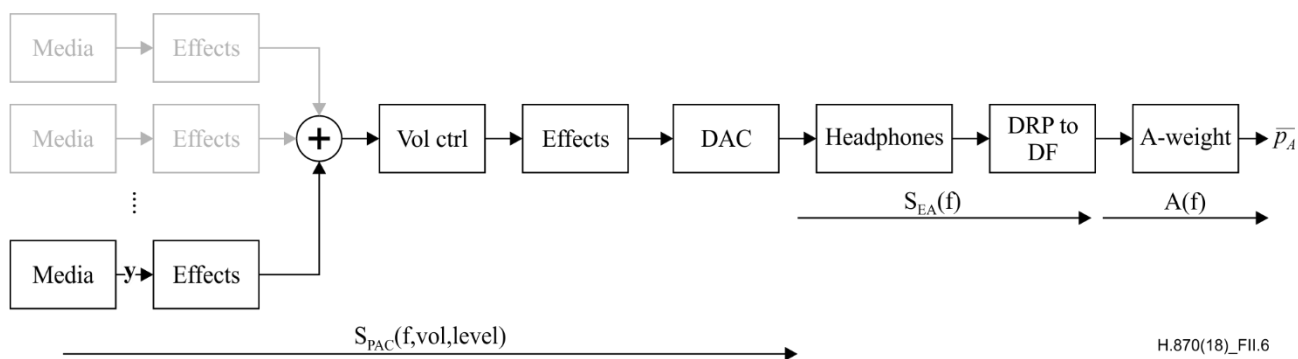 Media
Effects
Media
Effects
+
Vol ctrl
Effects
DAC
Headphones
DRP to
DF
A-weight
p̅A
SEA(f)
A(f)
Media
y
Effects
SPAC(f,vol,level)
H.870(18)_FII.6